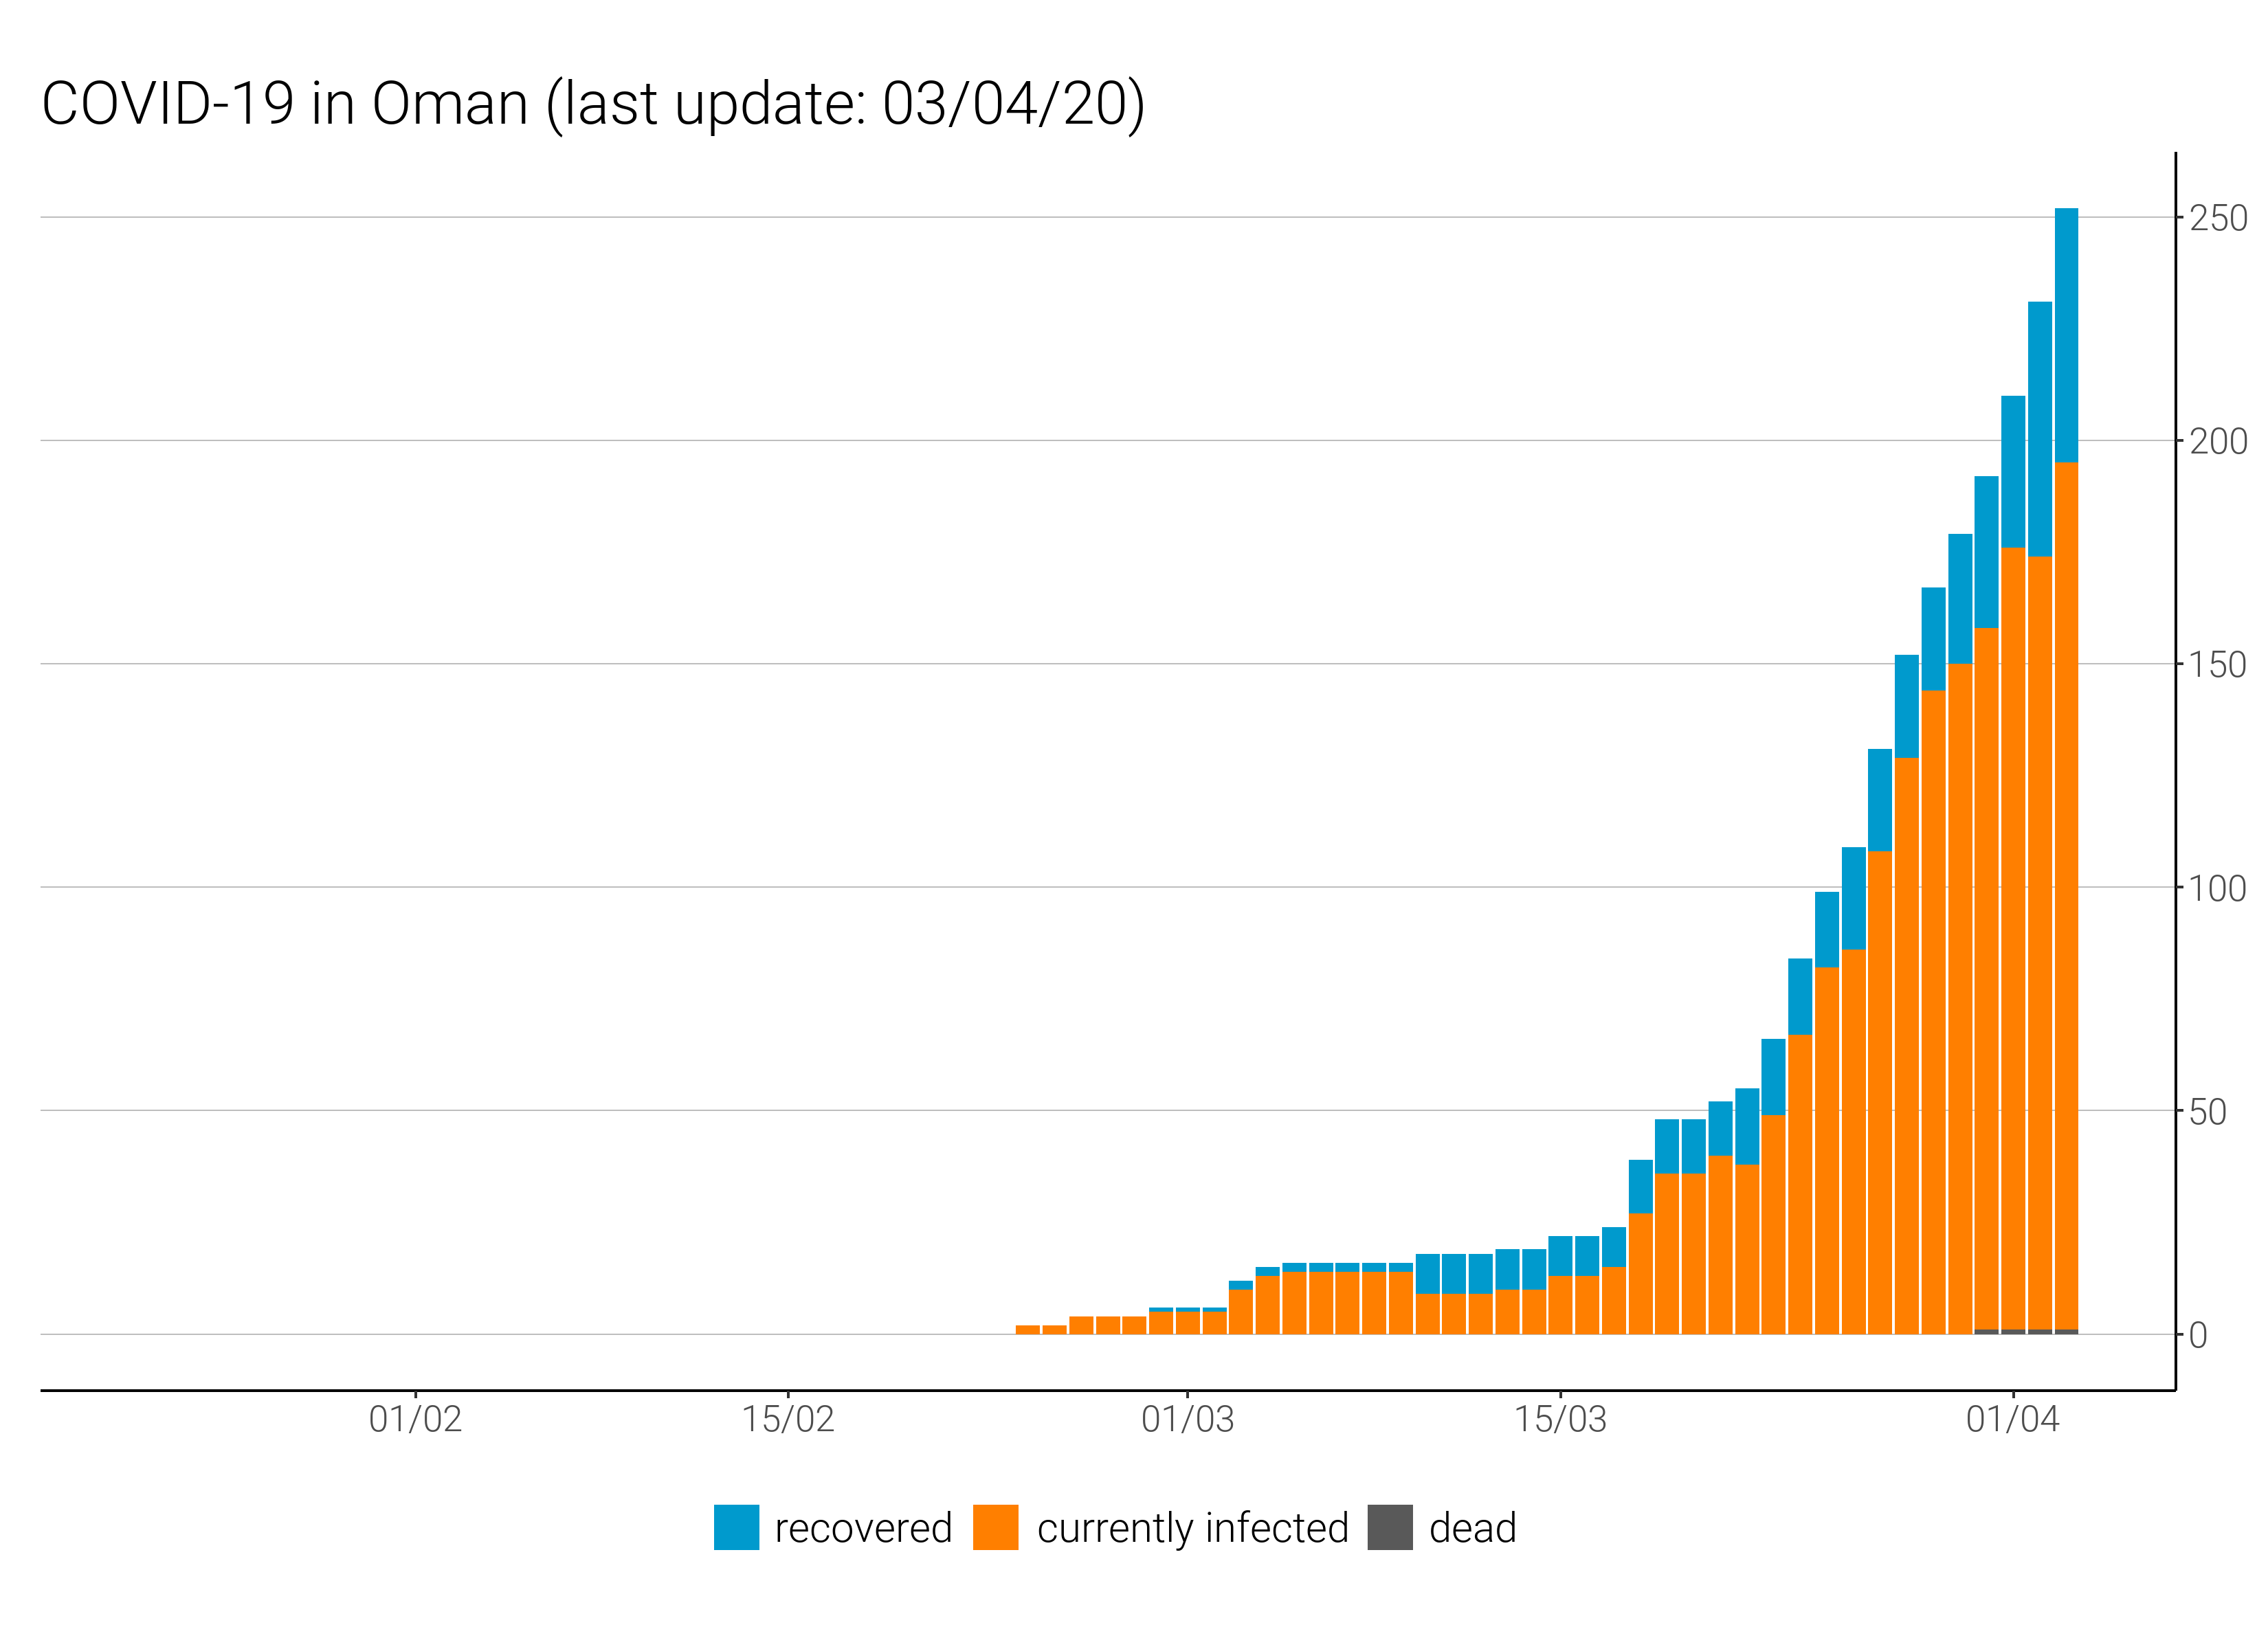 COVID-19 in Oman (last update: 03/04/20)
250
200
150
100
50
0
01/02 15/02 01/03 15/03 01/04
recovered currently infected dead